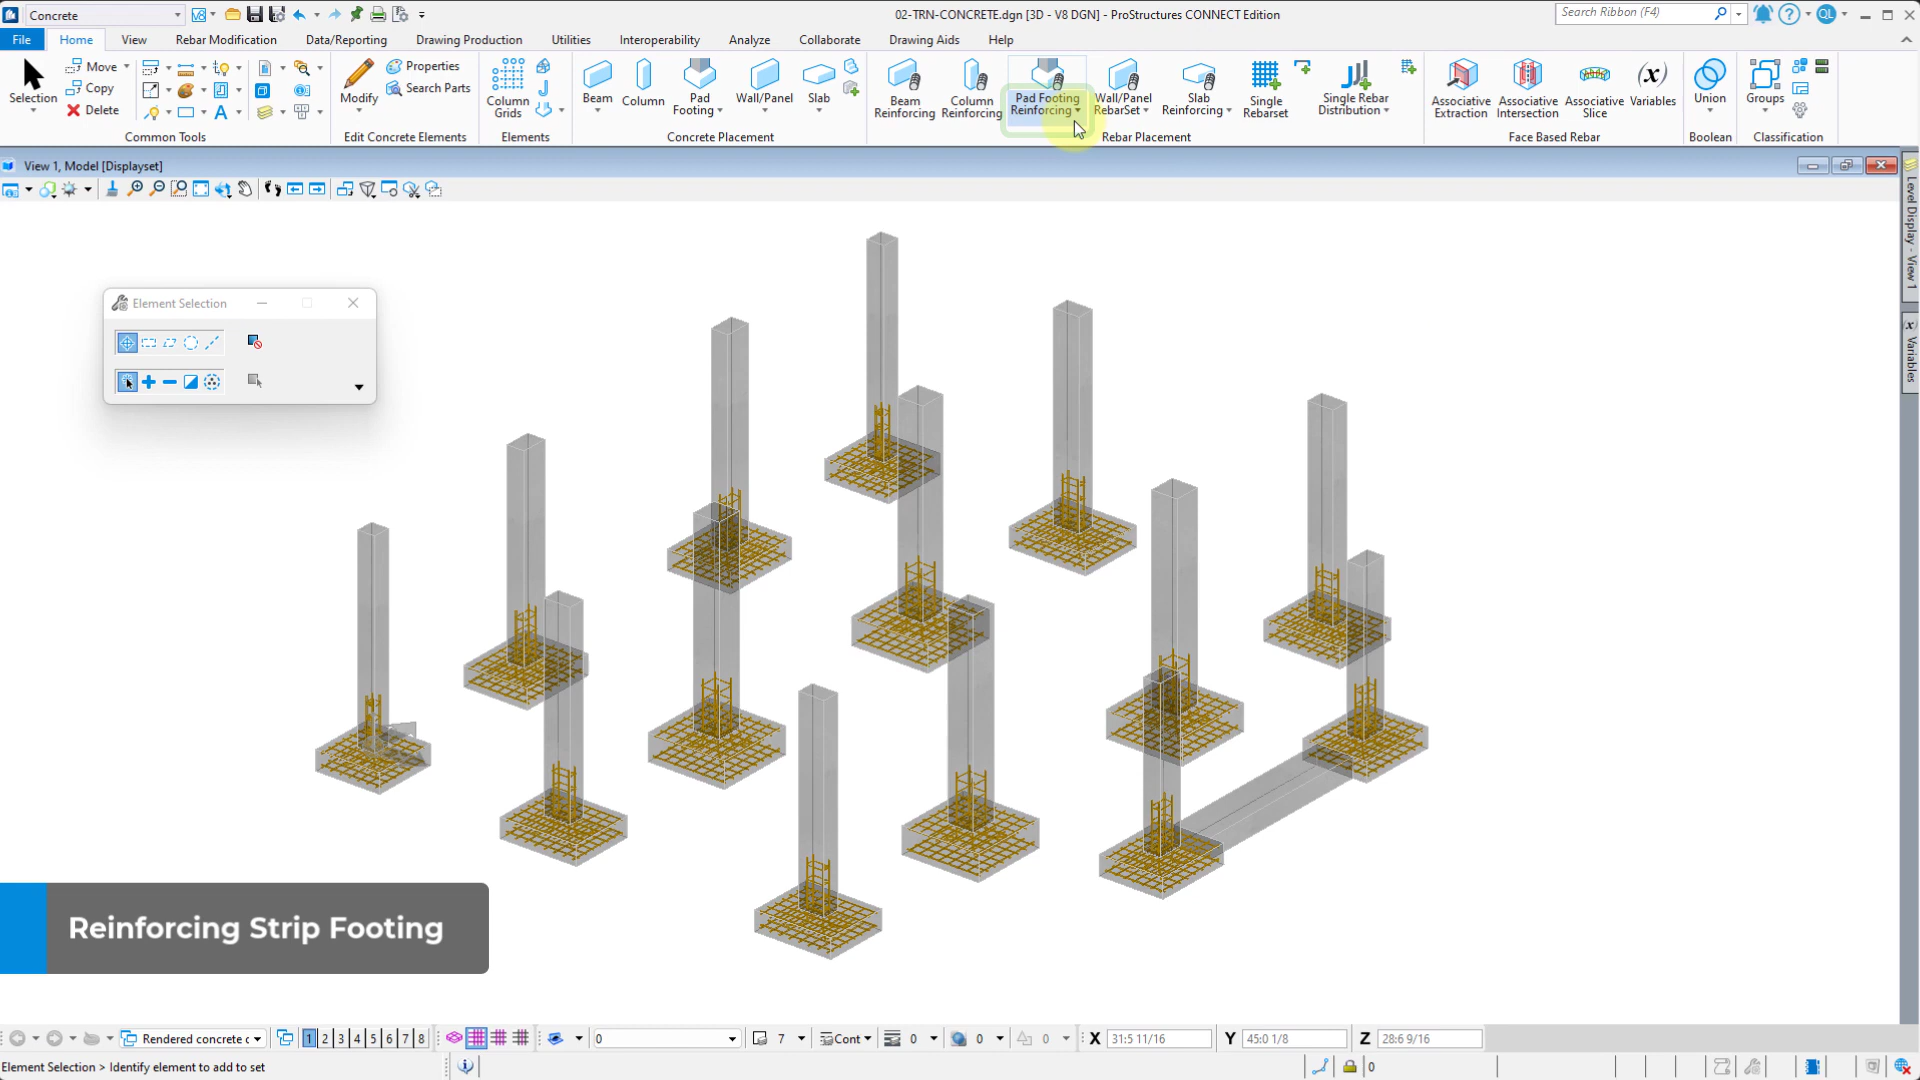 Concrete
02-TRN-CONCRETE.dgn [3D - V8 DGN] - ProStructures CONNECT Edition
Search Ribbon (F4)
QL
File
Home
View
Rebar Modification
Data/Reporting
Drawing Production
Utilities
Interoperability
Analyze
Collaborate
Drawing Aids
Help
Selection
Move
Copy
Delete
Common Tools
Modify
Properties
Search Parts
Edit Concrete Elements
Column
Grids
Elements
Beam
Column
Pad
Footing
Wall/Panel
Slab
Concrete Placement
Beam
Reinforcing
Column
Reinforcing
Pad Footing
Reinforcing
Wall/Panel
RebarSet
Slab
Reinforcing
Single
Rebarset
Single Rebar
Distribution
Rebar Placement
Associative
Extraction
Associative
Intersection
Associative
Slice
(x)
Variables
Face Based Rebar
Union
Boolean
Groups
Classification
View 1, Model [Displayset]
Level Display - View 1
(x) Variables
Element Selection
Reinforcing Strip Footing
Rendered concrete c
1 2 3 4 5 6 7 8
0
7
Cont
0
0
0
X 31:5 11/16
Y 45:0 1/8
Z 28:6 9/16
Element Selection > Identify element to add to set
0